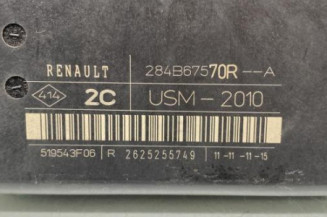 RENAULT 284B67570R--A
414 2C USM-2010
519543F06 R 2625255749 11-11-11-15